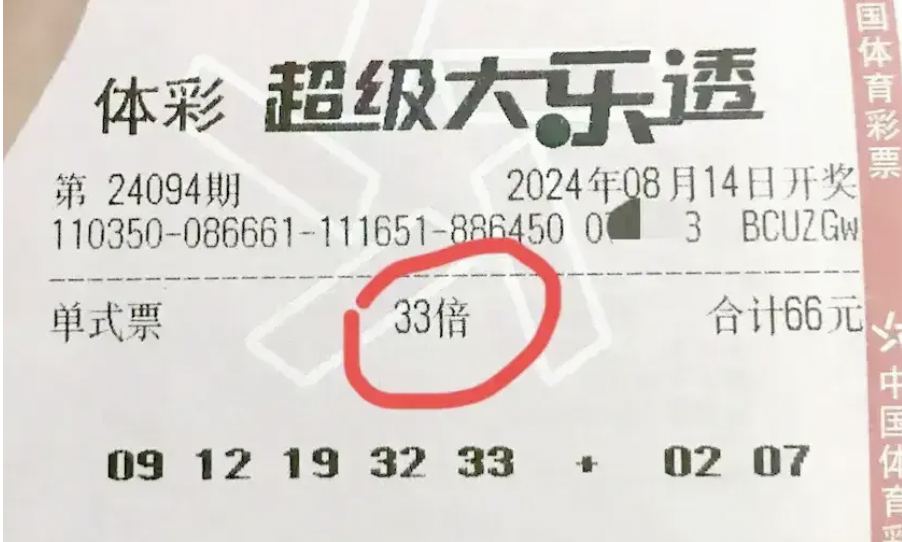 体彩 超级大乐透
第 24094期 2024年08月14日开奖
110350-086661-111651-886450 0 3 BCUZGw
单式票 33倍 合计66元
09 12 19 32 33 + 02 07
国体育彩票
中国体育彩